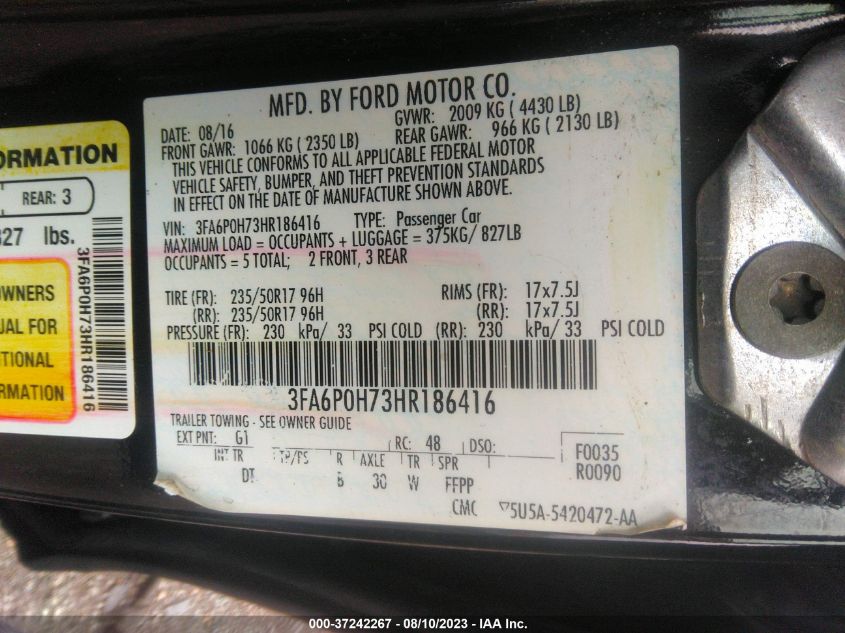 MFD. BY FORD MOTOR CO.
DATE: 08/16 GVWR: 2009 KG ( 4430 LB)
FRONT GAWR: 1066 KG ( 2350 LB) REAR GAWR: 966 KG ( 2130 LB)
THIS VEHICLE CONFORMS TO ALL APPLICABLE FEDERAL MOTOR
VEHICLE SAFETY, BUMPER, AND THEFT PREVENTION STANDARDS
IN EFFECT ON THE DATE OF MANUFACTURE SHOWN ABOVE.
VIN: 3FA6P0H73HR186416 TYPE: Passenger Car
MAXIMUM LOAD = OCCUPANTS + LUGGAGE = 375KG/ 827LB
OCCUPANTS = 5 TOTAL; 2 FRONT, 3 REAR
TIRE (FR): 235/50R17 96H RIMS (FR): 17x7.5J
(RR): 235/50R17 96H (RR): 17x7.5J
PRESSURE (FR): 230 kPa/ 33 PSI COLD (RR): 230 kPa/ 33 PSI COLD
3FA6P0H73HR186416
TRAILER TOWING - SEE OWNER GUIDE
EXT PNT: G1 RC: 48 DSO: F0035
INT TR TP/PS R AXLE TR SPR R0090
B 30 W FFPP
CMC 5U5A-5420472-AA
ORMATION
REAR: 3
827 lbs.
OWNERS
UAL FOR
ITIONAL
ORMATION
3FA6P0H73HR186416
000-37242267 - 08/10/2023 - IAA Inc.